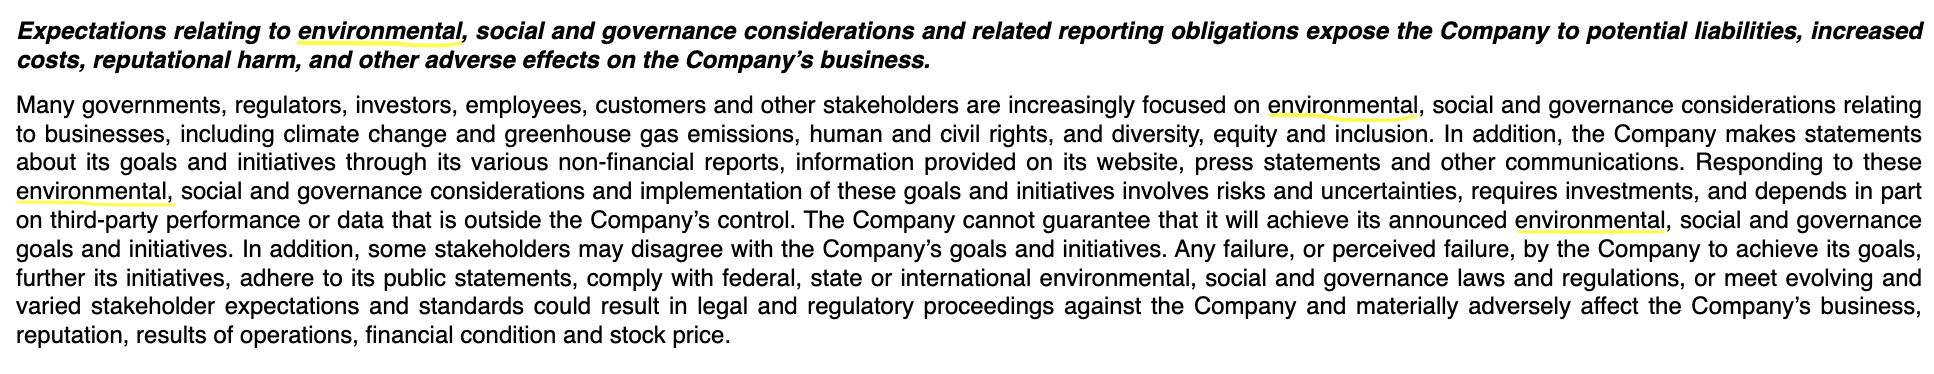 Expectations relating to environmental, social and governance considerations and related reporting obligations expose the Company to potential liabilities, increased
costs, reputational harm, and other adverse effects on the Company's business.
Many governments, regulators, investors, employees, customers and other stakeholders are increasingly focused on environmental, social and governance considerations relating
to businesses, including climate change and greenhouse gas emissions, human and civil rights, and diversity, equity and inclusion. In addition, the Company makes statements
about its goals and initiatives through its various non-financial reports, information provided on its website, press statements and other communications. Responding to these
environmental, social and governance considerations and implementation of these goals and initiatives involves risks and uncertainties, requires investments, and depends in part
on third-party performance or data that is outside the Company's control. The Company cannot guarantee that it will achieve its announced environmental, social and governance
goals and initiatives. In addition, some stakeholders may disagree with the Company's goals and initiatives. Any failure, or perceived failure, by the Company to achieve its goals,
further its initiatives, adhere to its public statements, comply with federal, state or international environmental, social and governance laws and regulations, or meet evolving and
varied stakeholder expectations and standards could result in legal and regulatory proceedings against the Company and materially adversely affect the Company's business,
reputation, results of operations, financial condition and stock price.